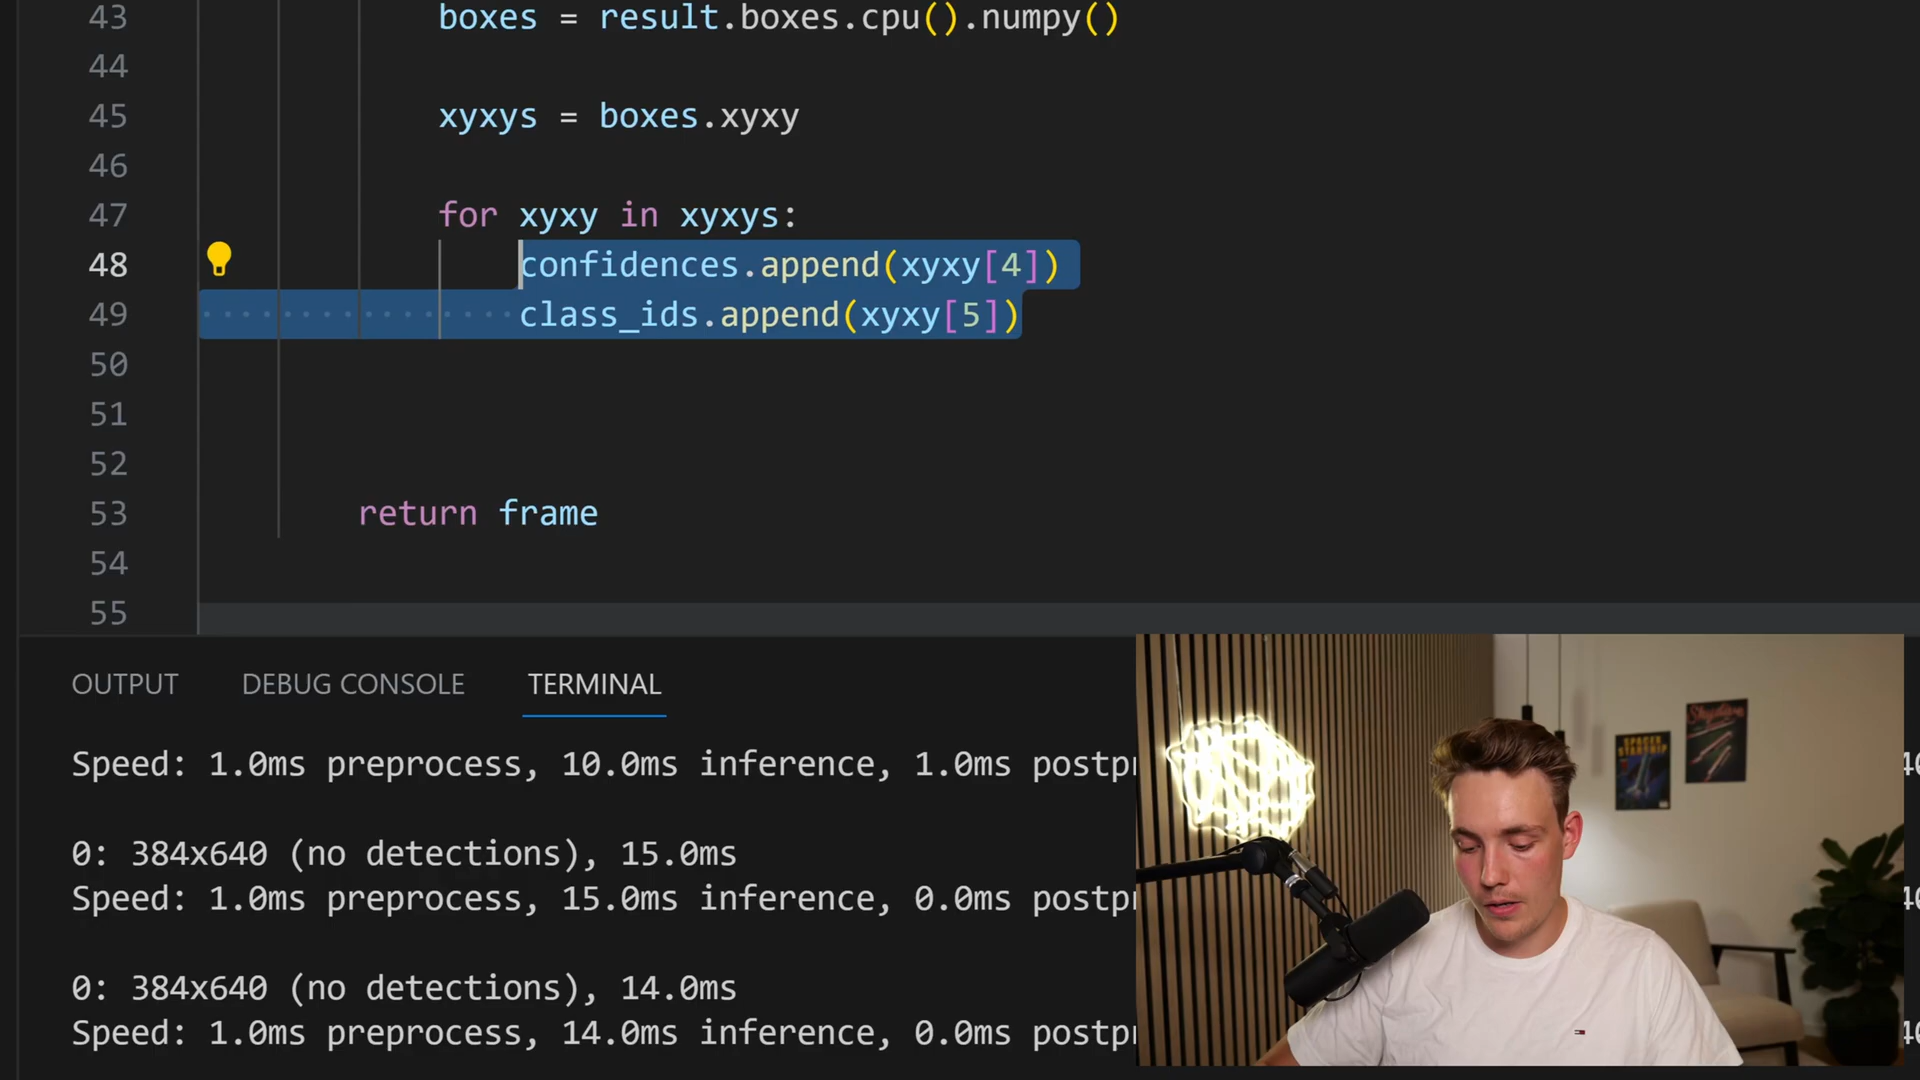 43 boxes = result.boxes.cpu().numpy()
44
45 xyxys = boxes.xyxy
46
47 for xyxy in xyxys:
48 confidences.append(xyxy[4])
49 class_ids.append(xyxy[5])
50
51
52
53 return frame
54
55
OUTPUT DEBUG CONSOLE TERMINAL
Speed: 1.0ms preprocess, 10.0ms inference, 1.0ms postpr
0: 384x640 (no detections), 15.0ms
Speed: 1.0ms preprocess, 15.0ms inference, 0.0ms postpr
0: 384x640 (no detections), 14.0ms
Speed: 1.0ms preprocess, 14.0ms inference, 0.0ms postpr